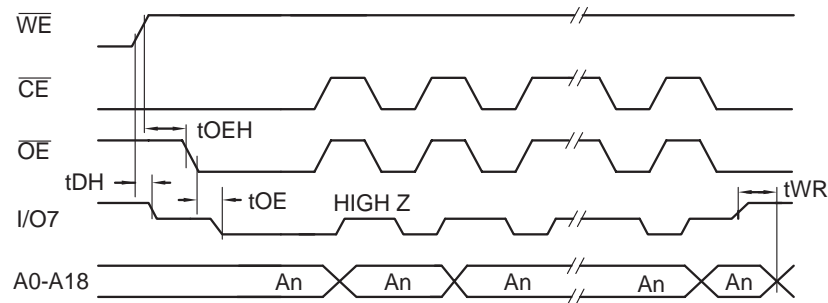 WE
CE
tOEH
OE
tDH
tOE
HIGH Z
tWR
I/O7
A0-A18
An
An
An
An
An